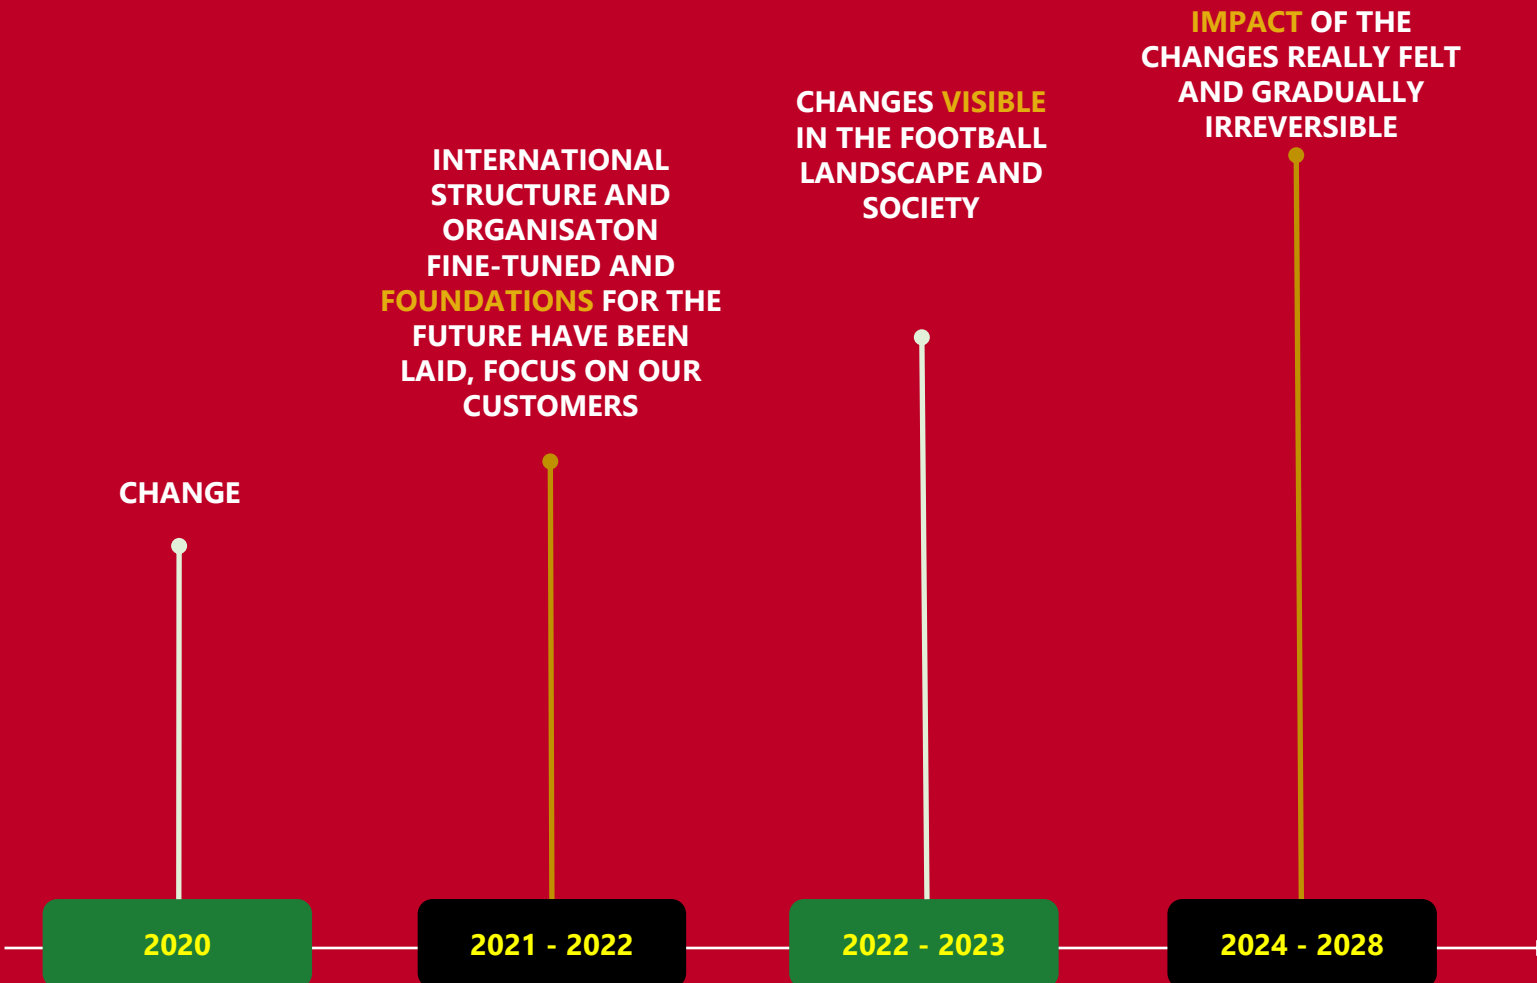 CHANGE
INTERNATIONAL
STRUCTURE AND
ORGANISATON
FINE-TUNED AND
FOUNDATIONS FOR THE
FUTURE HAVE BEEN
LAID, FOCUS ON OUR
CUSTOMERS
CHANGES VISIBLE
IN THE FOOTBALL
LANDSCAPE AND
SOCIETY
IMPACT OF THE
CHANGES REALLY FELT
AND GRADUALLY
IRREVERSIBLE
2020
2021 - 2022
2022 - 2023
2024 - 2028